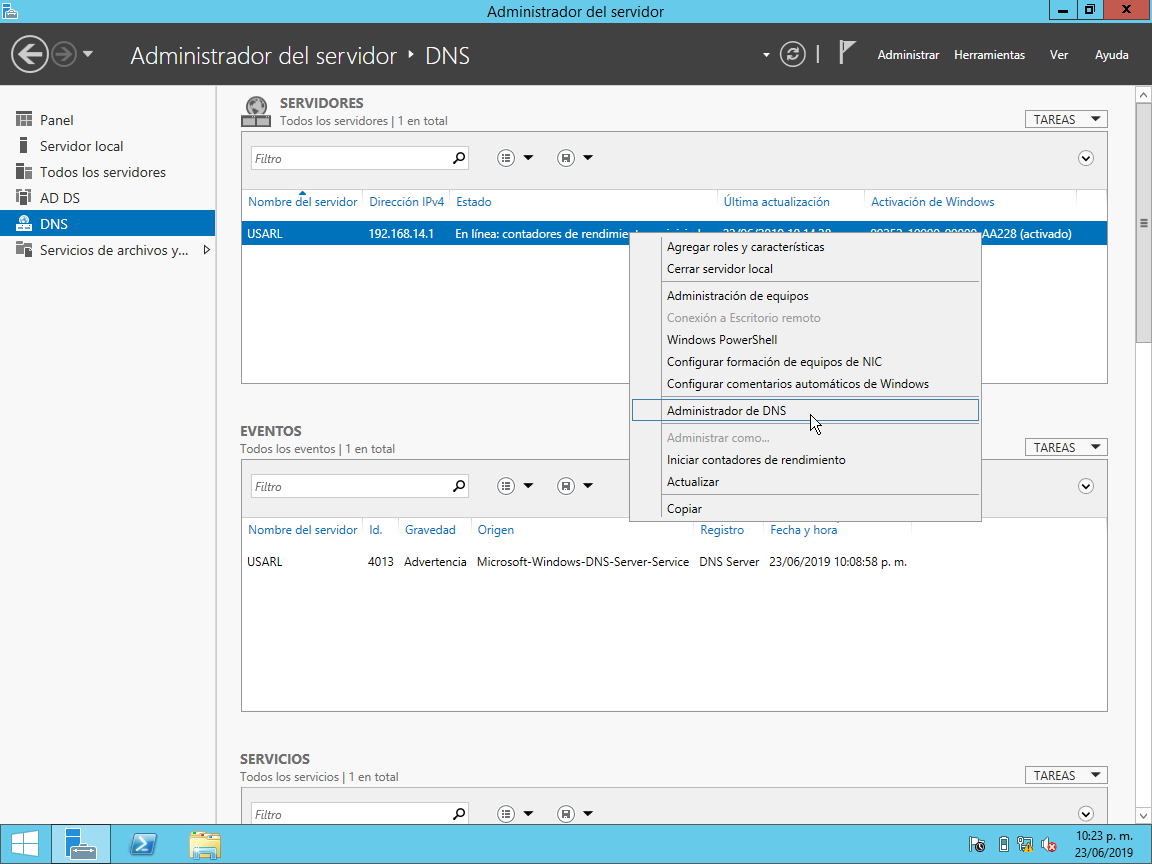 Administrador del servidor
Administrador del servidor ‣ DNS
Administrar Herramientas Ver Ayuda
Panel
Servidor local
Todos los servidores
AD DS
DNS
Servicios de archivos y...
SERVIDORES
Todos los servidores | 1 en total
TAREAS
Filtro
Nombre del servidor Dirección IPv4 Estado Última actualización Activación de Windows
USARL 192.168.14.1 En línea: contadores de rendimie AA228 (activado)
Agregar roles y características
Cerrar servidor local
Administración de equipos
Conexión a Escritorio remoto
Windows PowerShell
Configurar formación de equipos de NIC
Configurar comentarios automáticos de Windows
Administrador de DNS
Administrar como...
Iniciar contadores de rendimiento
Actualizar
Copiar
EVENTOS
Todos los eventos | 1 en total
TAREAS
Filtro
Nombre del servidor Id. Gravedad Origen Registro Fecha y hora
USARL 4013 Advertencia Microsoft-Windows-DNS-Server-Service DNS Server 23/06/2019 10:08:58 p. m.
SERVICIOS
Todos los servicios | 1 en total
TAREAS
Filtro
10:23 p. m.
23/06/2019